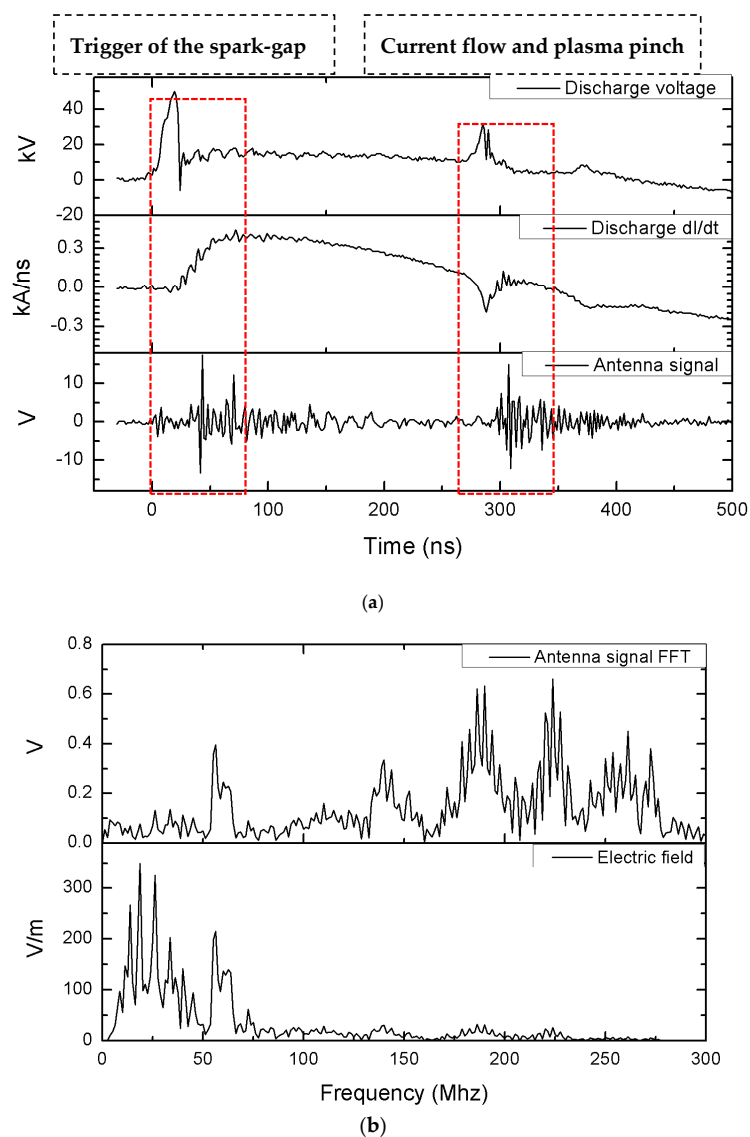 Trigger of the spark-gap
Current flow and plasma pinch
Discharge voltage
40
20
0
-20
kV
Discharge dI/dt
0.3
0.0
-0.3
kA/ns
Antenna signal
10
0
-10
V
0 100 200 300 400 500
Time (ns)
(a)
Antenna signal FFT
0.8
0.6
0.4
0.2
0.0
V
Electric field
300
200
100
0
V/m
0 50 100 150 200 250 300
Frequency (Mhz)
(b)